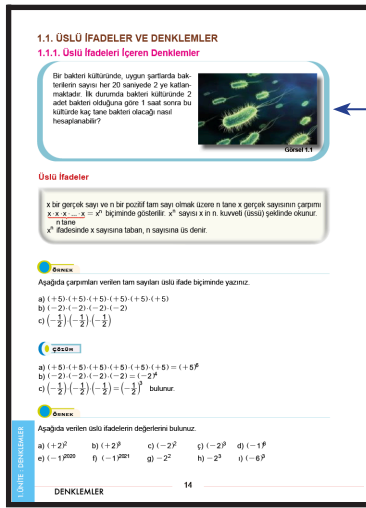 1.1. ÜSLÜ İFADELER VE DENKLEMLER
1.1.1. Üslü İfadeleri İçeren Denklemler
Bir bakteri kültüründe, uygun şartlarda bak-
terilerin sayısı her 20 saniyede 2 ye katlan-
maktadır. İlk durumda bakteri kültüründe 2
adet bakteri olduğuna göre 1 saat sonra bu
kültürde kaç tane bakteri olacağı nasıl
hesaplanabilir?
Görsel 1.1
Üslü İfadeler
x bir gerçek sayı ve n bir pozitif tam sayı olmak üzere n tane x gerçek sayısının çarpımı
x · x · x · ... · x = xⁿ biçiminde gösterilir. xⁿ sayısı x in n. kuvveti (üssü) şeklinde okunur.
n tane
xⁿ ifadesinde x sayısına taban, n sayısına üs denir.
ÖRNEK
Aşağıda çarpımları verilen tam sayıları üslü ifade biçiminde yazınız.
a) (+5)·(+5)·(+5)·(+5)·(+5)·(+5)
b) (−2)·(−2)·(−2)·(−2)
c) (−1/2)·(−1/2)·(−1/2)
ÇÖZÜM
a) (+5)·(+5)·(+5)·(+5)·(+5)·(+5) = (+5)⁶
b) (−2)·(−2)·(−2)·(−2) = (−2)⁴
c) (−1/2)·(−1/2)·(−1/2) = (−1/2)³ bulunur.
ÖRNEK
Aşağıda verilen üslü ifadelerin değerlerini bulunuz.
a) (+2)² b) (+2)³ c) (−2)² ç) (−2)³ d) (−1)⁶
e) (−1)²⁰²⁰ f) (−1)²⁰²¹ g) −2² h) −2³ ı) (−6)³
1.ÜNİTE : DENKLEMLER
14
DENKLEMLER